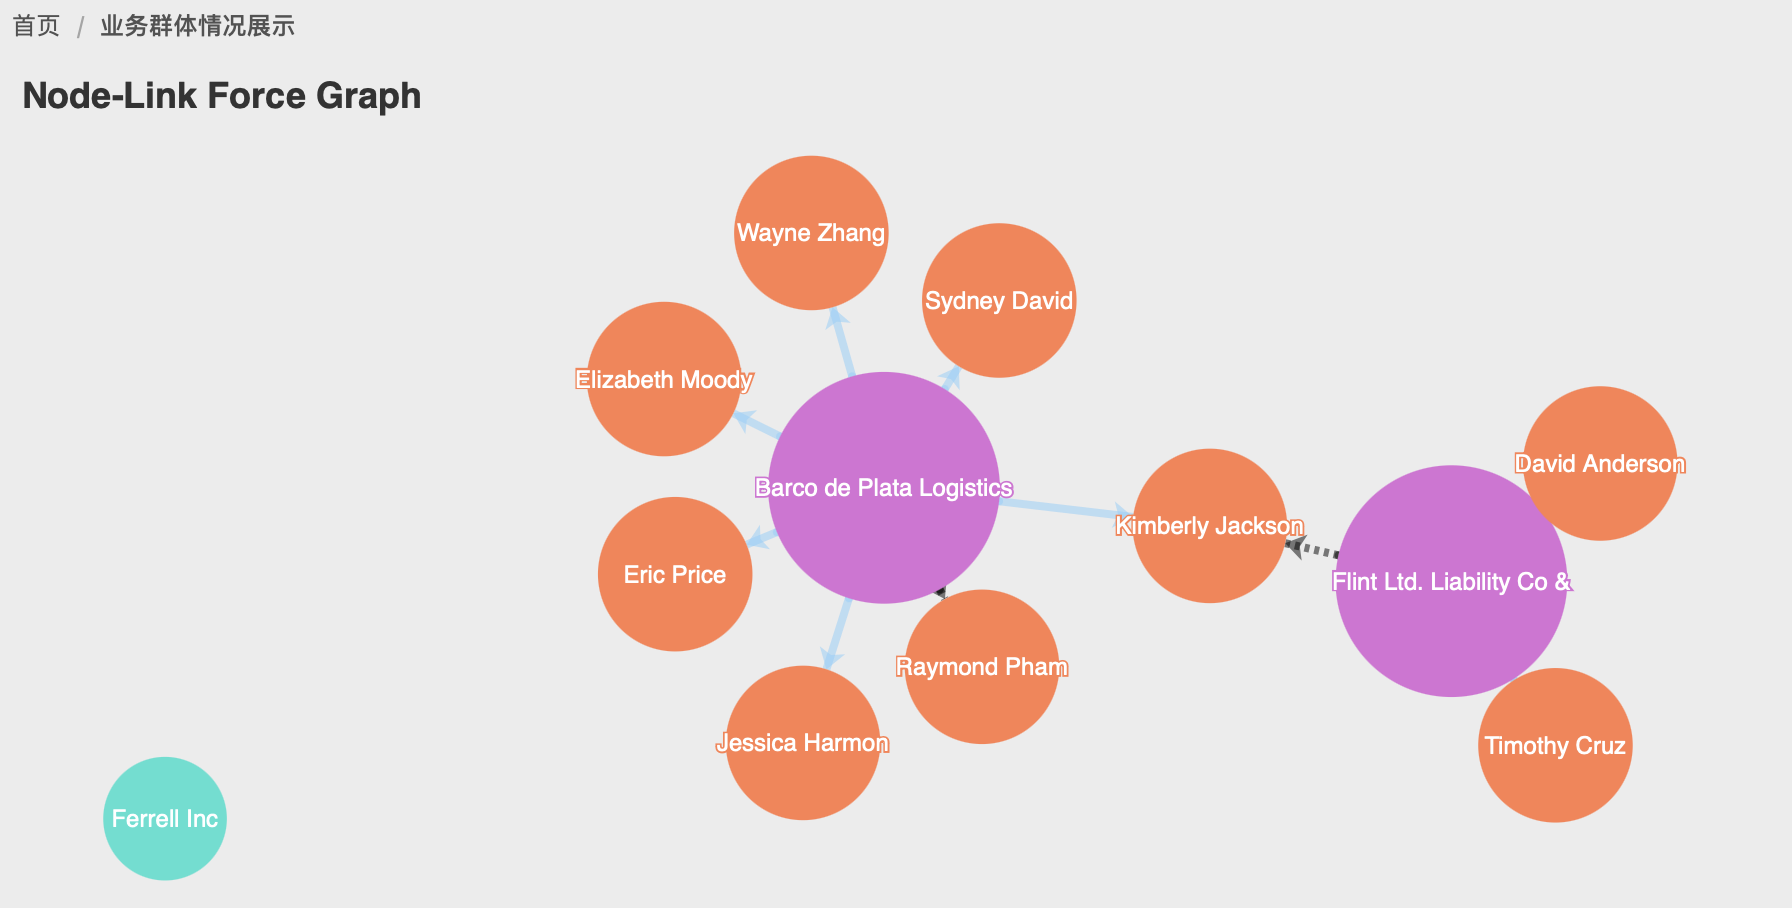 首页 / 业务群体情况展示
Node-Link Force Graph
Wayne Zhang
Sydney David
Elizabeth Moody
Barco de Plata Logistics
David Anderson
Kimberly Jackson
Eric Price
Flint Ltd. Liability Co &
Raymond Pham
Jessica Harmon
Timothy Cruz
Ferrell Inc